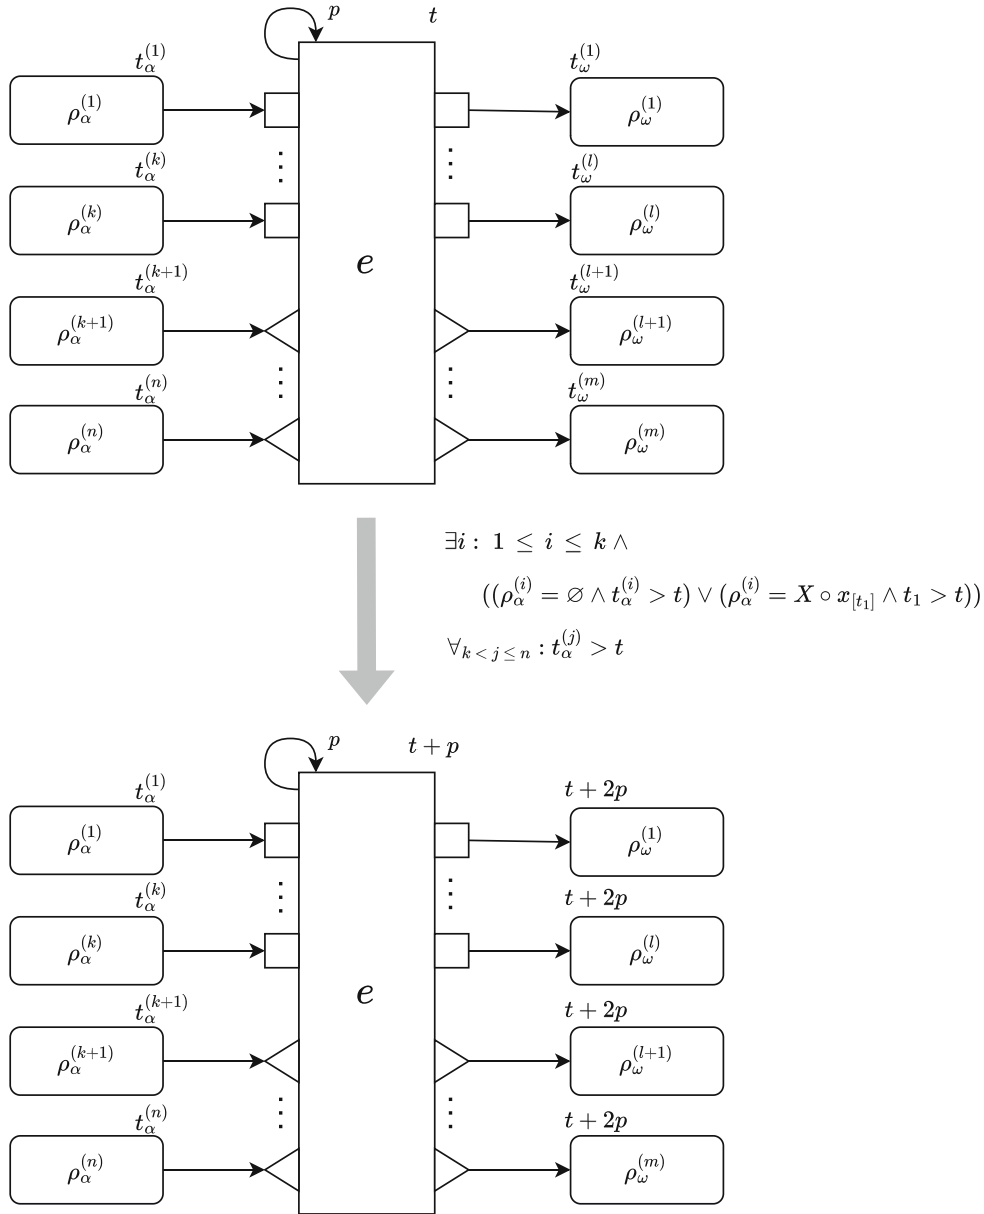 p t
t_α^(1) t_ω^(1)
ρ_α^(1) ρ_ω^(1)
⋮ ⋮
t_α^(k) t_ω^(l)
ρ_α^(k) ρ_ω^(l)
e
t_α^(k+1) t_ω^(l+1)
ρ_α^(k+1) ρ_ω^(l+1)
⋮ ⋮
t_α^(n) t_ω^(m)
ρ_α^(n) ρ_ω^(m)
∃i : 1 ≤ i ≤ k ∧
((ρ_α^(i) = ∅ ∧ t_α^(i) > t) ∨ (ρ_α^(i) = X ∘ x_[t_1] ∧ t_1 > t))
∀_{k < j ≤ n} : t_α^(j) > t
p t + p
t_α^(1) t + 2p
ρ_α^(1) ρ_ω^(1)
⋮ ⋮
t_α^(k) t + 2p
ρ_α^(k) ρ_ω^(l)
e
t_α^(k+1) t + 2p
ρ_α^(k+1) ρ_ω^(l+1)
⋮ ⋮
t_α^(n) t + 2p
ρ_α^(n) ρ_ω^(m)